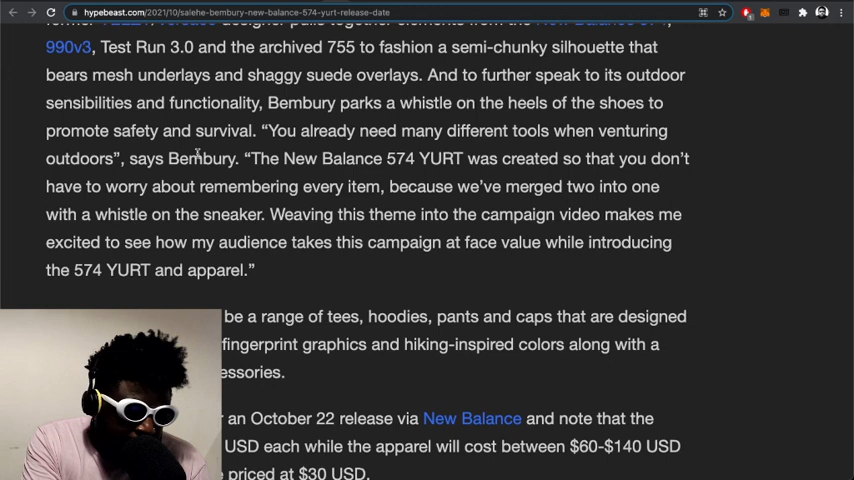 hypebeast.com/2021/10/salehe-bembury-new-balance-574-yurt-release-date
designer pulls together elements from the New Balance 574,
990v3, Test Run 3.0 and the archived 755 to fashion a semi-chunky silhouette that
bears mesh underlays and shaggy suede overlays. And to further speak to its outdoor
sensibilities and functionality, Bembury parks a whistle on the heels of the shoes to
promote safety and survival. “You already need many different tools when venturing
outdoors”, says Bembury. “The New Balance 574 YURT was created so that you don’t
have to worry about remembering every item, because we’ve merged two into one
with a whistle on the sneaker. Weaving this theme into the campaign video makes me
excited to see how my audience takes this campaign at face value while introducing
the 574 YURT and apparel.”
be a range of tees, hoodies, pants and caps that are designed
fingerprint graphics and hiking-inspired colors along with a
essories.
r an October 22 release via New Balance and note that the
USD each while the apparel will cost between $60-$140 USD
priced at $30 USD.